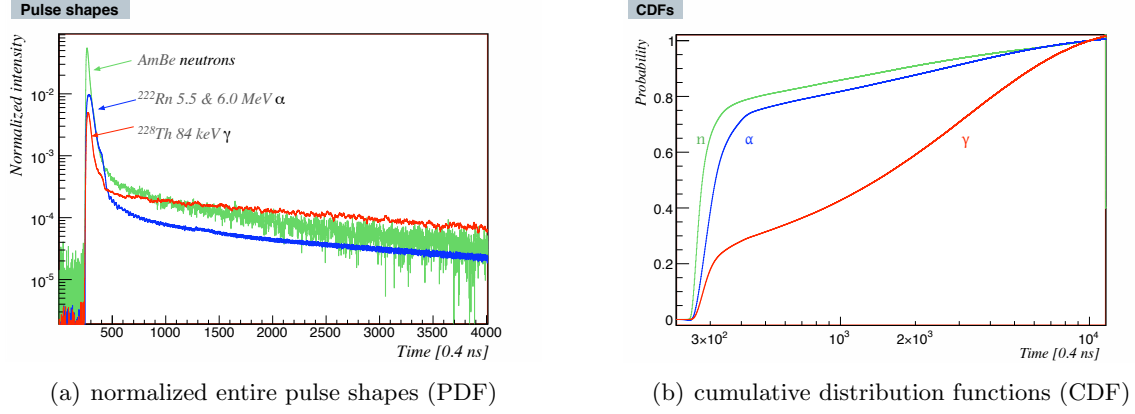 Pulse shapes
Normalized intensity
10⁻²
10⁻³
10⁻⁴
10⁻⁵
AmBe neutrons
²²²Rn 5.5 & 6.0 MeV α
²²⁸Th 84 keV γ
500 1000 1500 2000 2500 3000 3500 4000
Time [0.4 ns]
(a) normalized entire pulse shapes (PDF)
CDFs
Probability
1
0.8
0.6
0.4
0.2
0
n α γ
3×10² 10³ 2×10³ 10⁴
Time [0.4 ns]
(b) cumulative distribution functions (CDF)